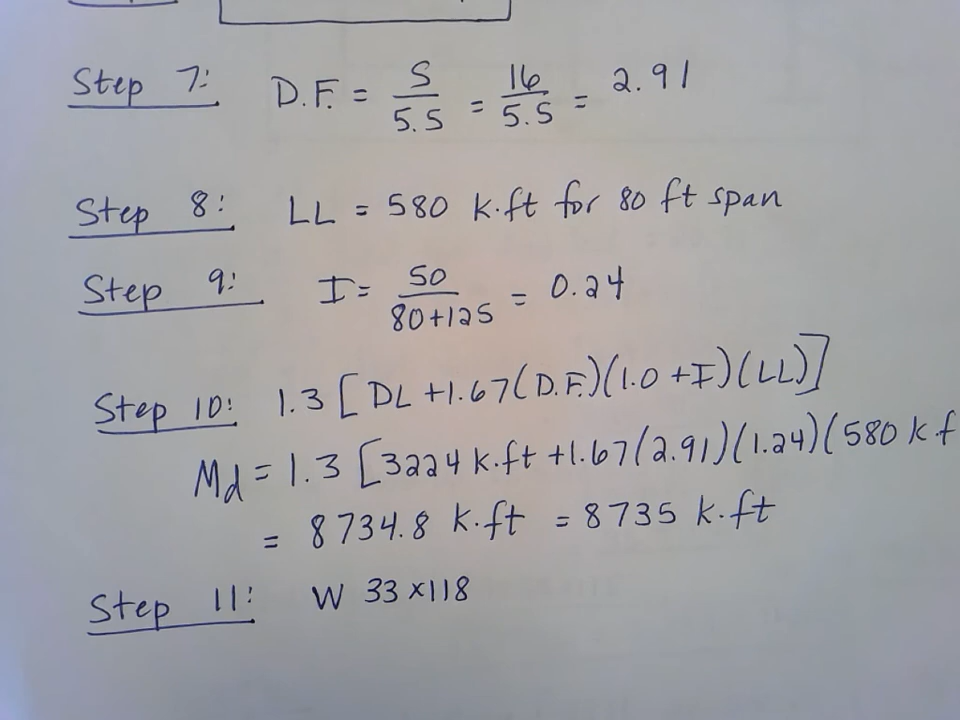 Step 7: D.F. = S/5.5 = 16/5.5 = 2.91
Step 8: LL = 580 k·ft for 80 ft span
Step 9: I = 50/80+125 = 0.24
Step 10: 1.3 [DL +1.67(D.F.)(1.0 +I)(LL)]
Md = 1.3 [3224 k·ft +1.67(2.91)(1.24)(580 k·f
= 8734.8 k·ft = 8735 k·ft
Step 11: W 33 x118